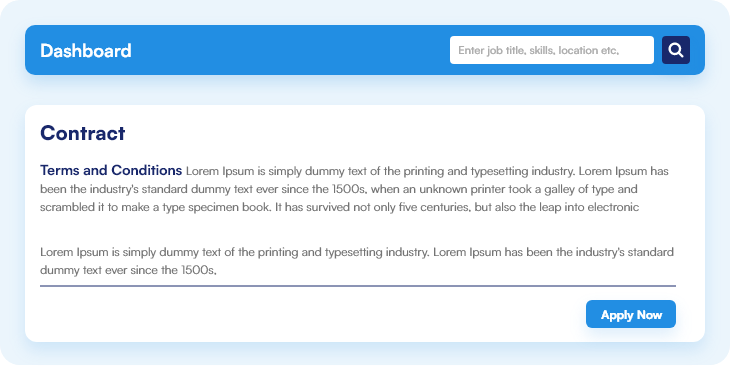 Dashboard
Enter job title, skills, location etc,
Contract
Terms and Conditions Lorem Ipsum is simply dummy text of the printing and typesetting industry. Lorem Ipsum has
been the industry's standard dummy text ever since the 1500s, when an unknown printer took a galley of type and
scrambled it to make a type specimen book. It has survived not only five centuries, but also the leap into electronic
Lorem Ipsum is simply dummy text of the printing and typesetting industry. Lorem Ipsum has been the industry's standard
dummy text ever since the 1500s,
Apply Now